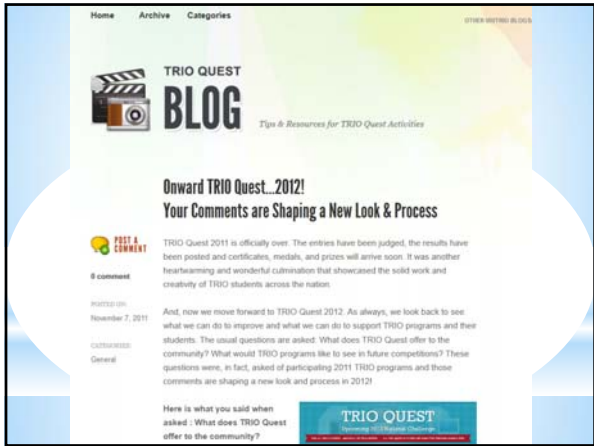 Home Archive Categories
OTHER WRITING BLOGS
TRIO QUEST
BLOG
Tips & Resources for TRIO Quest Activities
Onward TRIO Quest...2012!
Your Comments are Shaping a New Look & Process
POST A
COMMENT
0 comment
POSTED ON:
November 7, 2011
CATEGORIES:
General
TRIO Quest 2011 is officially over. The entries have been judged, the results have
been posted and certificates, medals, and prizes will arrive soon. It was another
heartwarming and wonderful culmination that showcased the solid work and
creativity of TRIO students across the nation.
And, now we move forward to TRIO Quest 2012. As always, we look back to see
what we can do to improve and what we can do to support TRIO programs and their
students. The usual questions are asked: What does TRIO Quest offer to the
community? What would TRIO programs like to see in future competitions? These
questions were, in fact, asked of participating 2011 TRIO programs and those
comments are shaping a new look and process in 2012!
Here is what you said when
asked : What does TRIO Quest
offer to the community?
TRIO QUEST